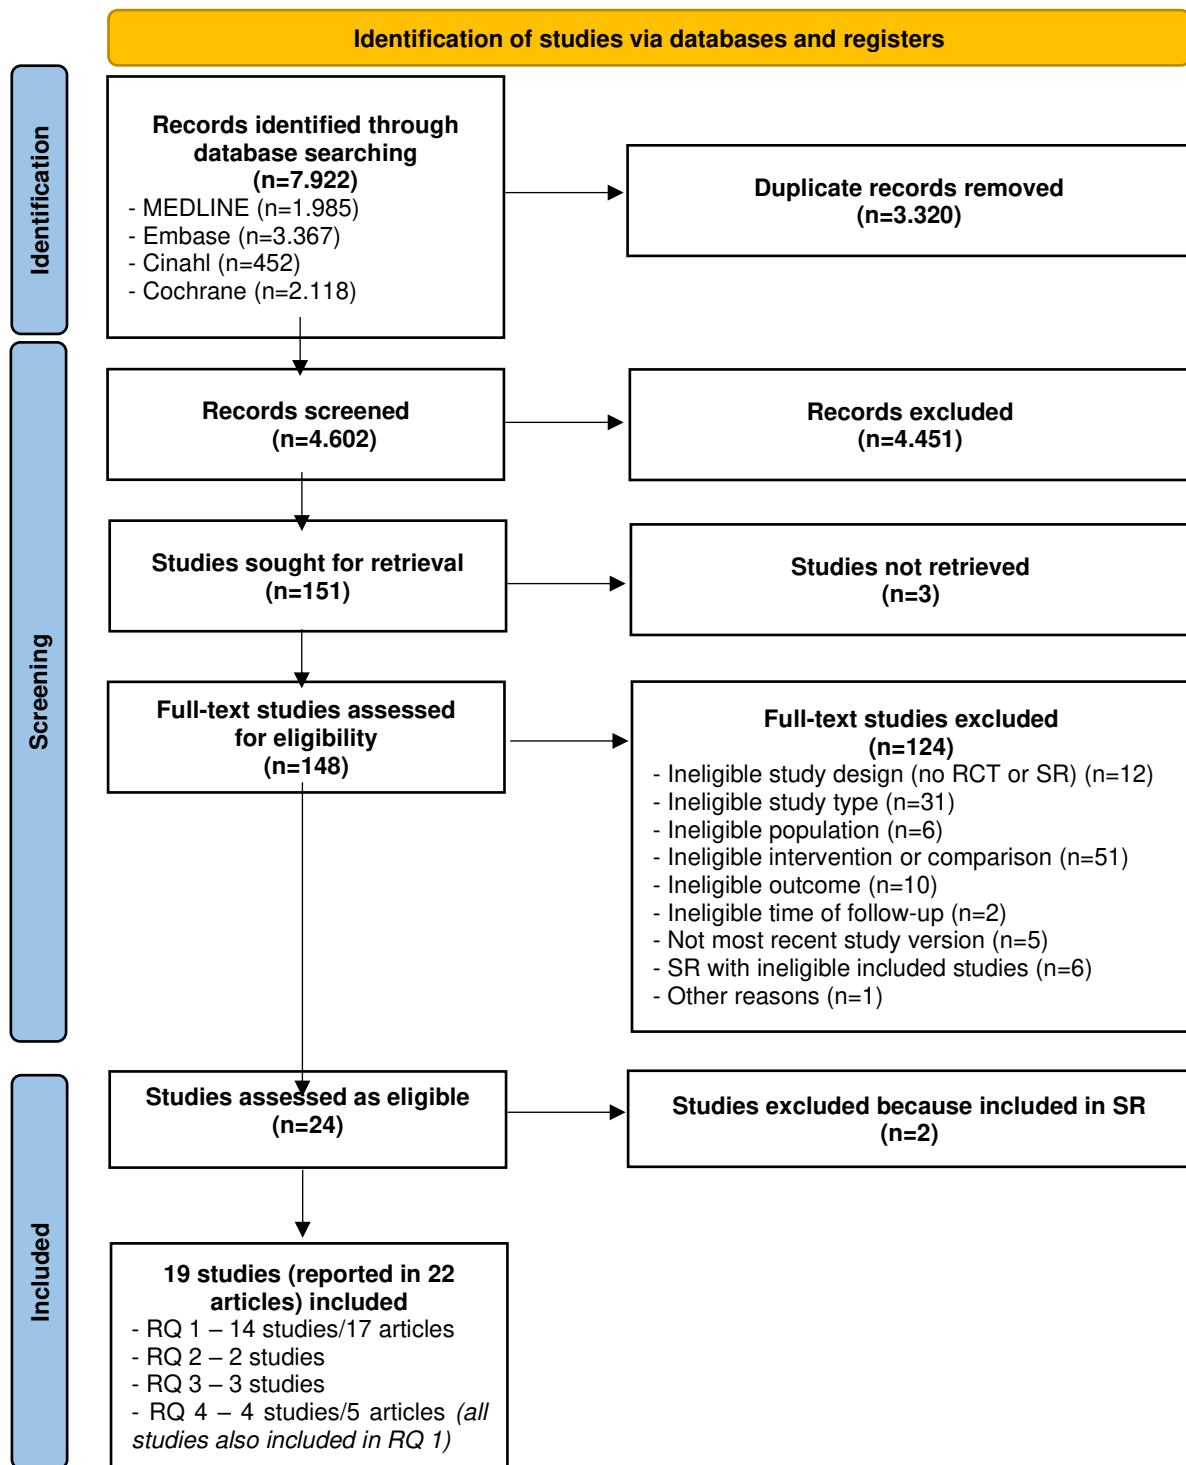 Identification of studies via databases and registers
Identification
Records identified through
database searching
(n=7.922)
- MEDLINE (n=1.985)
- Embase (n=3.367)
- Cinahl (n=452)
- Cochrane (n=2.118)
Duplicate records removed
(n=3.320)
Screening
Records screened
(n=4.602)
Records excluded
(n=4.451)
Studies sought for retrieval
(n=151)
Studies not retrieved
(n=3)
Full-text studies assessed
for eligibility
(n=148)
Full-text studies excluded
(n=124)
- Ineligible study design (no RCT or SR) (n=12)
- Ineligible study type (n=31)
- Ineligible population (n=6)
- Ineligible intervention or comparison (n=51)
- Ineligible outcome (n=10)
- Ineligible time of follow-up (n=2)
- Not most recent study version (n=5)
- SR with ineligible included studies (n=6)
- Other reasons (n=1)
Included
Studies assessed as eligible
(n=24)
Studies excluded because included in SR
(n=2)
19 studies (reported in 22
articles) included
- RQ 1 – 14 studies/17 articles
- RQ 2 – 2 studies
- RQ 3 – 3 studies
- RQ 4 – 4 studies/5 articles (all
studies also included in RQ 1)